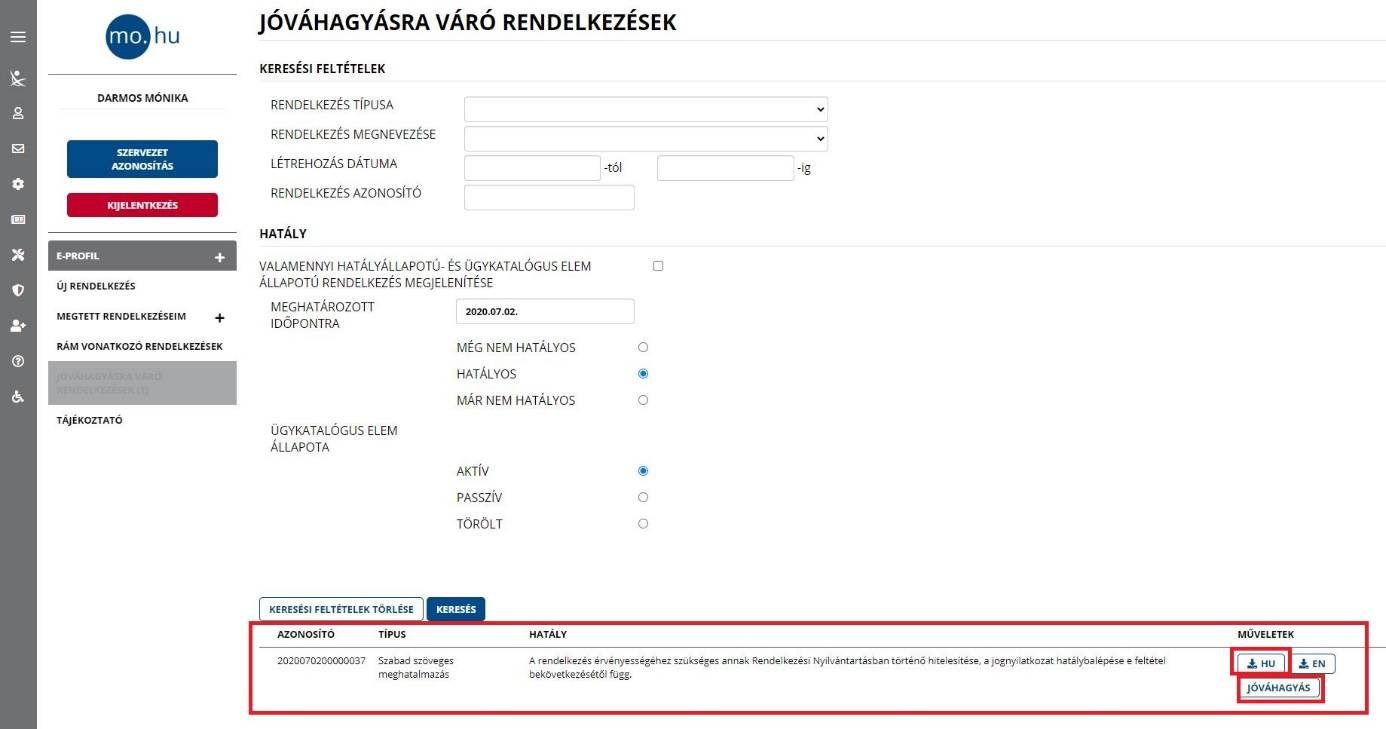 JÓVÁHAGYÁSRA VÁRÓ RENDELKEZÉSEK
mo.hu
DARMOS MÓNIKA
SZERVEZET
AZONOSÍTÁS
KIJELENTKEZÉS
E-PROFIL +
ÚJ RENDELKEZÉS
MEGTETT RENDELKEZÉSEIM +
RÁM VONATKOZÓ RENDELKEZÉSEK
JÓVÁHAGYÁSRA VÁRÓ
RENDELKEZÉSEK (1)
TÁJÉKOZTATÓ
KERESÉSI FELTÉTELEK
RENDELKEZÉS TÍPUSA
RENDELKEZÉS MEGNEVEZÉSE
LÉTREHOZÁS DÁTUMA -tól -ig
RENDELKEZÉS AZONOSÍTÓ
HATÁLY
VALAMENNYI HATÁLYÁLLAPOTÚ- ÉS ÜGYKATALÓGUS ELEM
ÁLLAPOTÚ RENDELKEZÉS MEGJELENÍTÉSE
MEGHATÁROZOTT
IDŐPONTRA
2020.07.02.
MÉG NEM HATÁLYOS
HATÁLYOS
MÁR NEM HATÁLYOS
ÜGYKATALÓGUS ELEM
ÁLLAPOTA
AKTÍV
PASSZÍV
TÖRÖLT
KERESÉSI FELTÉTELEK TÖRLÉSE KERESÉS
AZONOSÍTÓ TÍPUS HATÁLY MŰVELETEK
2020070200000037 Szabad szöveges A rendelkezés érvényességéhez szükséges annak Rendelkezési Nyilvántartásban történő hitelesítése, a jognyilatkozat hatálybalépése e feltétel HU EN
meghatalmazás bekövetkezésétől függ.
JÓVÁHAGYÁS